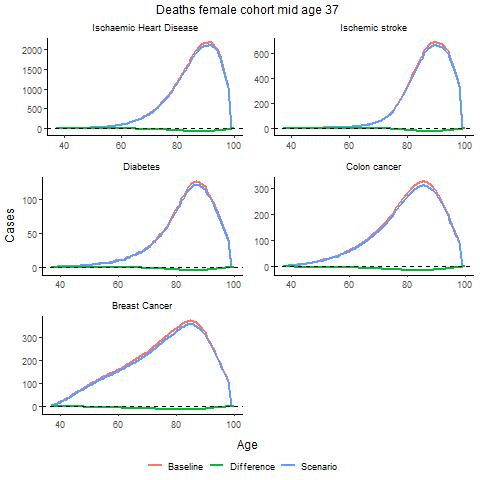 Deaths female cohort mid age 37
Ischaemic Heart Disease
2000
1500
1000
500
0
40 60 80 100
Ischemic stroke
600
400
200
0
40 60 80 100
Diabetes
100
50
0
40 60 80 100
Colon cancer
300
200
100
0
40 60 80 100
Breast Cancer
300
200
100
0
40 60 80 100
Cases
Age
Baseline Difference Scenario